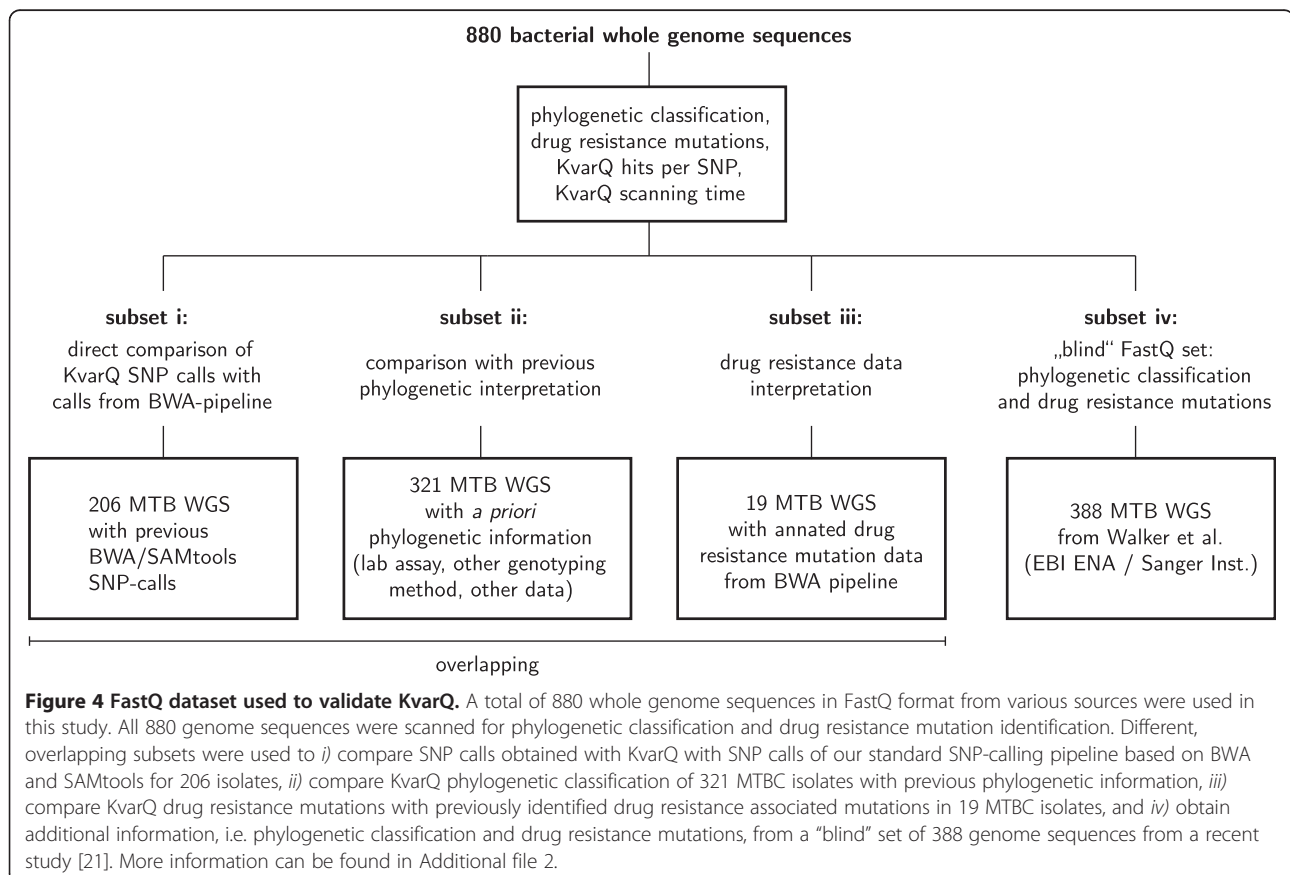 880 bacterial whole genome sequences
phylogenetic classification,
drug resistance mutations,
KvarQ hits per SNP,
KvarQ scanning time
subset i:
direct comparison of
KvarQ SNP calls with
calls from BWA-pipeline
subset ii:
comparison with previous
phylogenetic interpretation
subset iii:
drug resistance data
interpretation
subset iv:
„blind“ FastQ set:
phylogenetic classification
and drug resistance mutations
206 MTB WGS
with previous
BWA/SAMtools
SNP-calls
321 MTB WGS
with a priori
phylogenetic information
(lab assay, other genotyping
method, other data)
19 MTB WGS
with annated drug
resistance mutation data
from BWA pipeline
388 MTB WGS
from Walker et al.
(EBI ENA / Sanger Inst.)
overlapping
Figure 4 FastQ dataset used to validate KvarQ. A total of 880 whole genome sequences in FastQ format from various sources were used in
this study. All 880 genome sequences were scanned for phylogenetic classification and drug resistance mutation identification. Different,
overlapping subsets were used to i) compare SNP calls obtained with KvarQ with SNP calls of our standard SNP-calling pipeline based on BWA
and SAMtools for 206 isolates, ii) compare KvarQ phylogenetic classification of 321 MTBC isolates with previous phylogenetic information, iii)
compare KvarQ drug resistance mutations with previously identified drug resistance associated mutations in 19 MTBC isolates, and iv) obtain
additional information, i.e. phylogenetic classification and drug resistance mutations, from a “blind” set of 388 genome sequences from a recent
study [21]. More information can be found in Additional file 2.